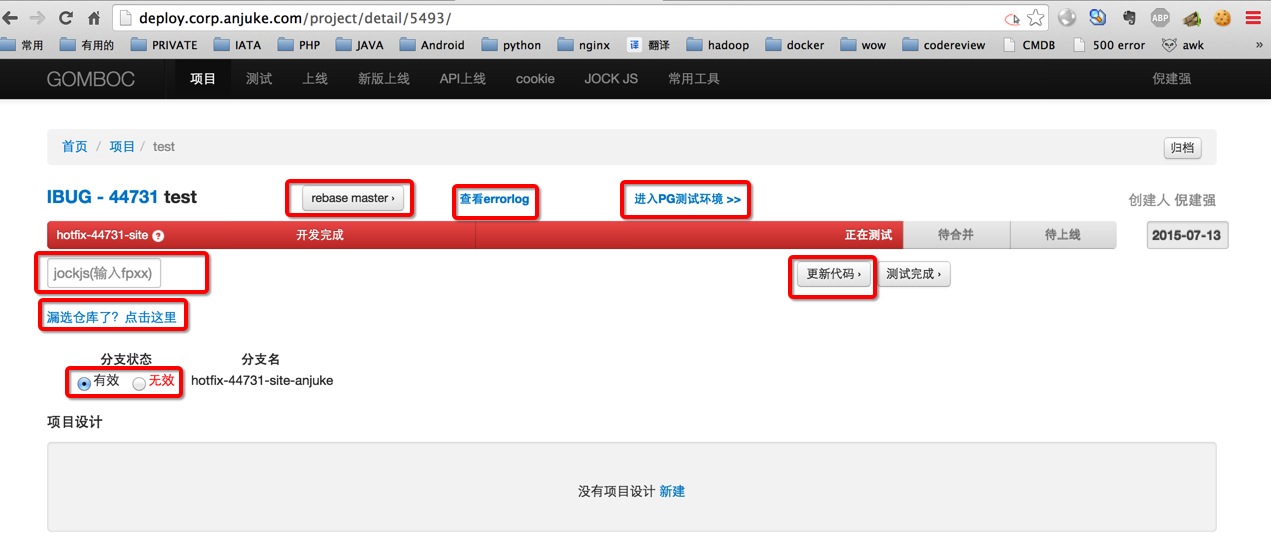 deploy.corp.anjuke.com/project/detail/5493/
ABP
常用 有用的 PRIVATE IATA PHP JAVA Android python nginx 译 翻译 hadoop docker wow codereview CMDB 500 error awk »
GOMBOC 项目 测试 上线 新版上线 API上线 cookie JOCK JS 常用工具 倪建强
首页 / 项目 / test 归档
IBUG - 44731 test rebase master › 查看errorlog 进入PG测试环境 >> 创建人 倪建强
hotfix-44731-site ? 开发完成 正在测试 待合并 待上线 2015-07-13
jockjs(输入fpxx) 更新代码 › 测试完成 ›
漏选仓库了? 点击这里
分支状态 分支名
有效 无效 hotfix-44731-site-anjuke
项目设计
没有项目设计 新建